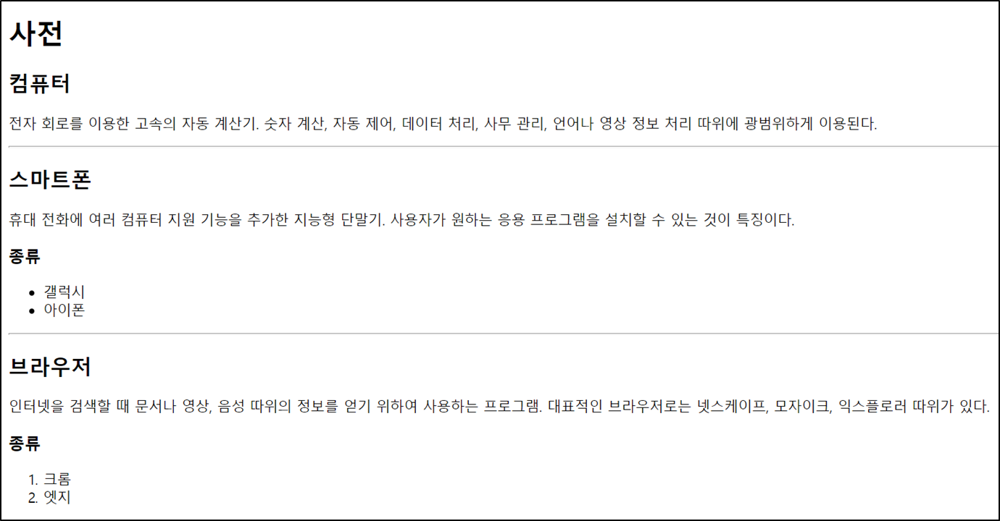 사전
컴퓨터
전자 회로를 이용한 고속의 자동 계산기. 숫자 계산, 자동 제어, 데이터 처리, 사무 관리, 언어나 영상 정보 처리 따위에 광범위하게 이용된다.
스마트폰
휴대 전화에 여러 컴퓨터 지원 기능을 추가한 지능형 단말기. 사용자가 원하는 응용 프로그램을 설치할 수 있는 것이 특징이다.
종류
• 갤럭시
• 아이폰
브라우저
인터넷을 검색할 때 문서나 영상, 음성 따위의 정보를 얻기 위하여 사용하는 프로그램. 대표적인 브라우저로는 넷스케이프, 모자이크, 익스플로러 따위가 있다.
종류
1. 크롬
2. 엣지